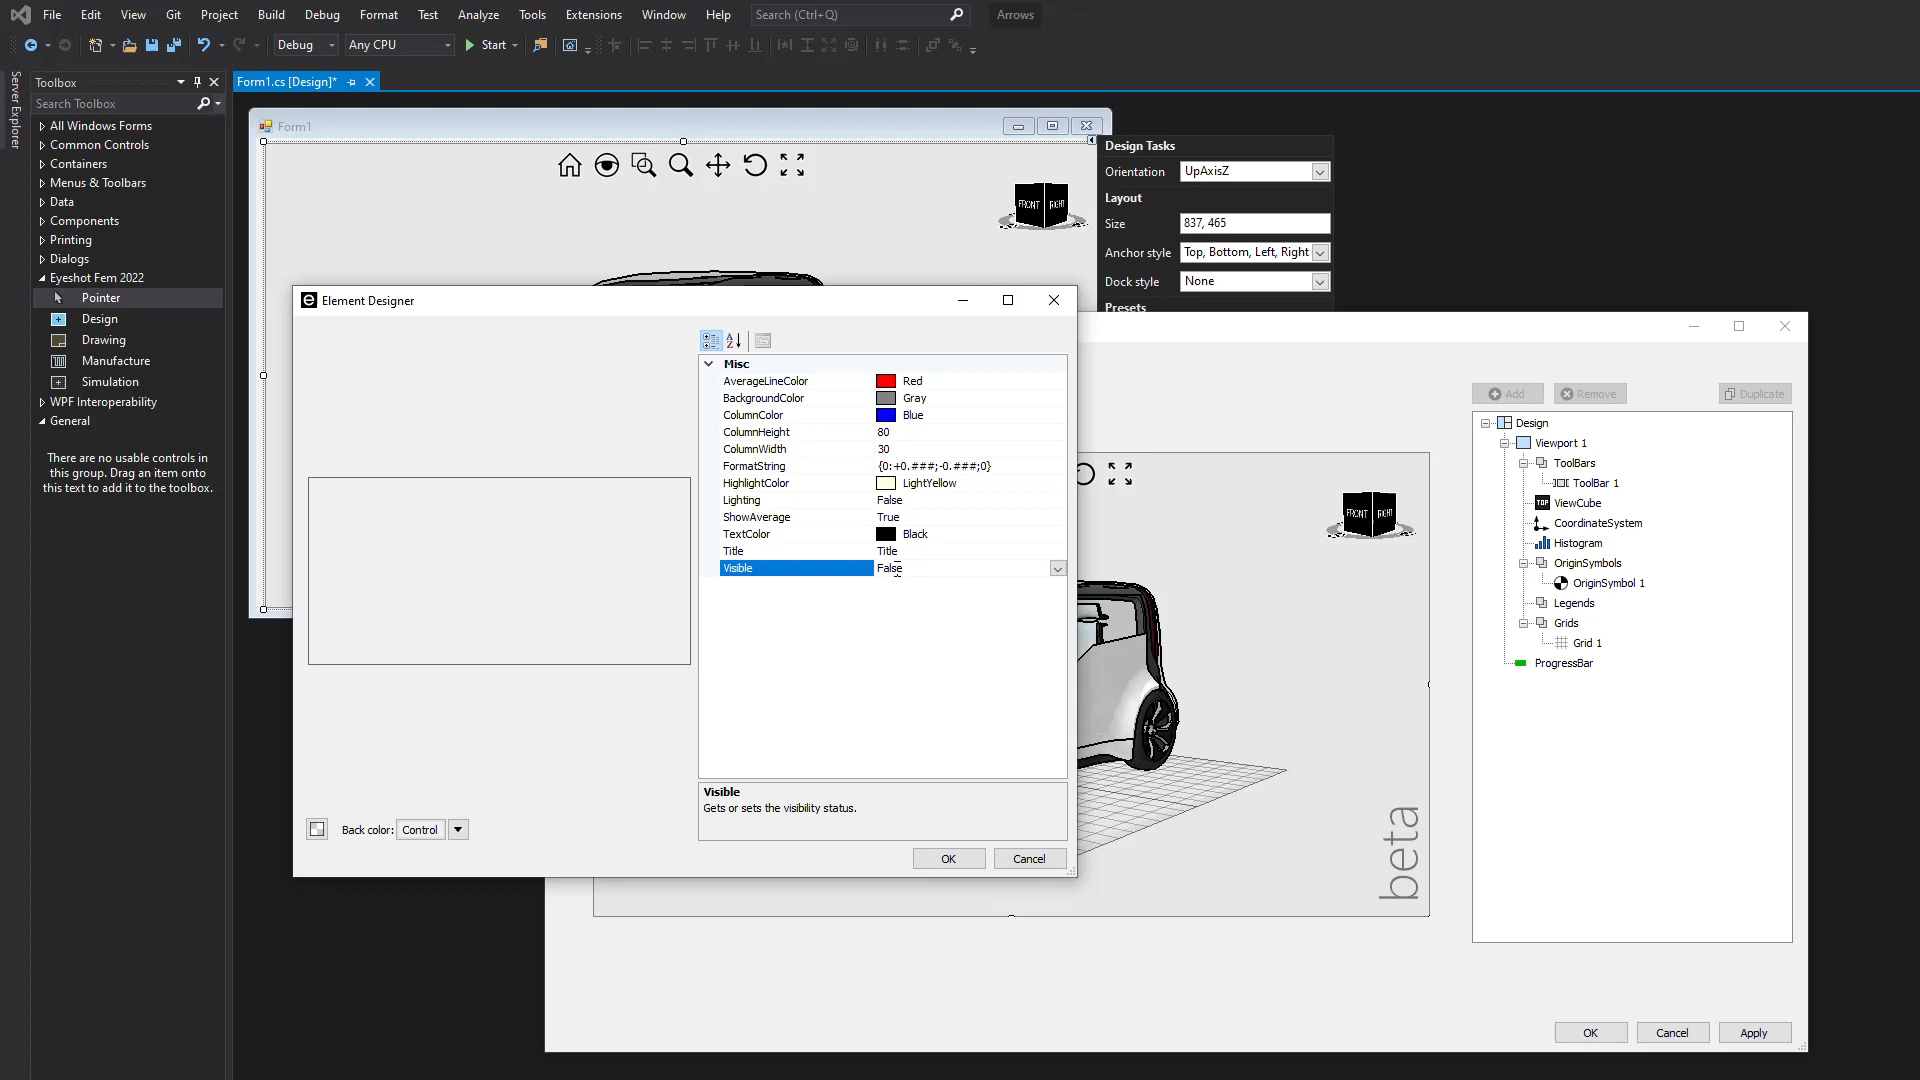 File Edit View Git Project Build Debug Format Test Analyze Tools Extensions Window Help Search (Ctrl+Q) Arrows
Debug Any CPU Start
Server Explorer
Toolbox
Search Toolbox
All Windows Forms
Common Controls
Containers
Menus & Toolbars
Data
Components
Printing
Dialogs
Eyeshot Fem 2022
Pointer
Design
Drawing
Manufacture
Simulation
WPF Interoperability
General
There are no usable controls in
this group. Drag an item onto
this text to add it to the toolbox.
Form1.cs [Design]*
Form1
FRONT RIGHT
Design Tasks
Orientation UpAxisZ
Layout
Size 837, 465
Anchor style Top, Bottom, Left, Right
Dock style None
Presets
Element Designer
Misc
AverageLineColor Red
BackgroundColor Gray
ColumnColor Blue
ColumnHeight 80
ColumnWidth 30
FormatString {0:+0.###;-0.###;0}
HighlightColor LightYellow
Lighting False
ShowAverage True
TextColor Black
Title Title
Visible False
Visible
Gets or sets the visibility status.
Back color: Control
OK Cancel
FRONT RIGHT
beta
Add Remove Duplicate
Design
Viewport 1
ToolBars
ToolBar 1
TOP ViewCube
CoordinateSystem
Histogram
OriginSymbols
OriginSymbol 1
Legends
Grids
Grid 1
ProgressBar
OK Cancel Apply